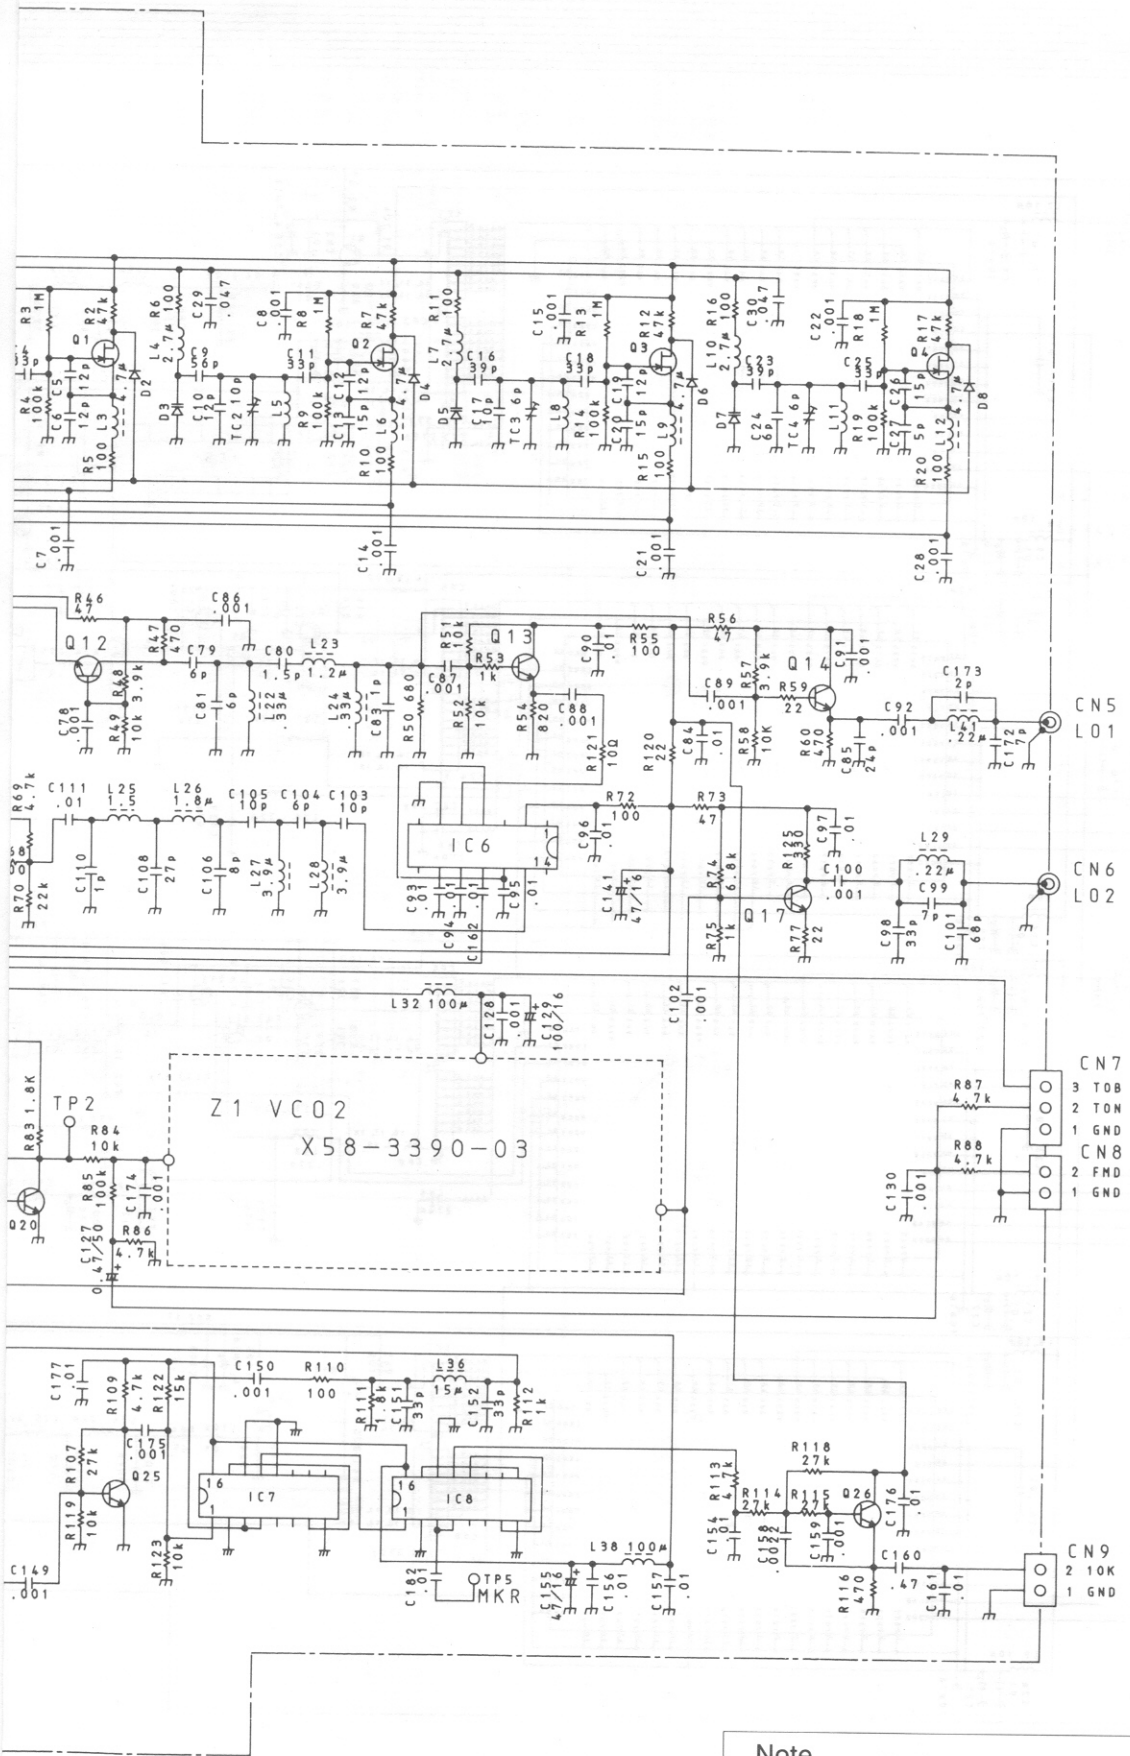 R3 1M
R2 47k
R6 100
C29 .047
L4 2.7μ
Q1
C9 56p
C8 .001
R8 1M
R7 47k
R11 100
Q2
C11 33p
L7 2.7μ
C16 39p
C15 .001
R13 1M
R12 47k
R16 100
C30 .047
Q3
C18 33p
L10 2.7μ
C23 39p
C22 .001
R18 1M
R17 47k
Q4
C25 33p
R4 100k
C5 12p
C6 12p
L3 4.7μ
R5 100
D2
D3
C10 2p
TC2 10p
L5
R9 100k
C12 12p
C13 15p
L6 4.7μ
R10 100
D4
D5
C17 10p
TC3 6p
L8
R14 100k
C20 15p
L9 4.7μ
R15 100
D6
D7
C24 6p
TC4 6p
L11
R19 100k
C26 15p
C27 5p
L12 4.7μ
R20 100
D8
C7 .001
C14 .001
C21 .001
C28 .001
R46 47
Q12
R47 470
C86 .001
C79 6p
C80 1.5p
L23 1.2μ
R48 3.9k
C78 .001
R49 10k
C81 6p
L22 .33μ
L24 .33μ
C83 1p
R50 680
R51 10k
C87 .001
R53 1k
Q13
R52 10k
R54 820
C88 .001
C90 .01
R55 100
R56 47
R121 10Ω
R120 22
C84 .01
C89 .001
R57 3.9k
R59 22
Q14
C91 .001
R58 10K
R60 470
C85 24p
C92 .001
C173 2p
L41 .22μ
C172 7p
CN5
LO1
R69 4.7k
R70 22k
C111 .01
L25 1.5
L26 1.8μ
C105 10p
C104 6p
C103 10p
C110 1p
C108 27p
C106 8p
L27 3.9μ
L28 3.9μ
IC6
1
14
C93 .01
C94 .01
C162 .01
C95 .01
C96 .01
R72 100
R73 47
C141 47/16
R74 6.8k
R75 1k
R125 330
C97 .01
Q17
C100 .001
R77 22
L29 .22μ
C99 7p
C98 33p
C101 68p
CN6
LO2
L32 100μ
C128 .001
C129 100/16
C102 .001
Z1 VCO2
X58-3390-03
R83 1.8K
TP2
R84 10k
R85 100k
C174 .001
Q20
C127 0.47/50
R86 4.7k
R87 4.7k
R88 4.7k
C130 .001
CN7
3 TOB
2 TON
1 GND
CN8
2 FMD
1 GND
C177 .01
R109 4.7k
R122 15k
C150 .001
R110 100
R111 1.8k
C151 33p
L36 15μ
C152 33p
R112 1k
R107 27k
C175 .001
Q25
R119 10k
R123 10k
C149 .001
16
1
IC7
16
1
IC8
C182 .01
TP5
MKR
C155 47/16
C156 .01
L38 100μ
C157 .01
R113 4.7k
R114 27k
C154 .01
C158 .0022
R118 27k
R115 27k
C159 .001
Q26
C176 .01
R116 470
C160 .47
C161 .01
CN9
2 10K
1 GND
Note